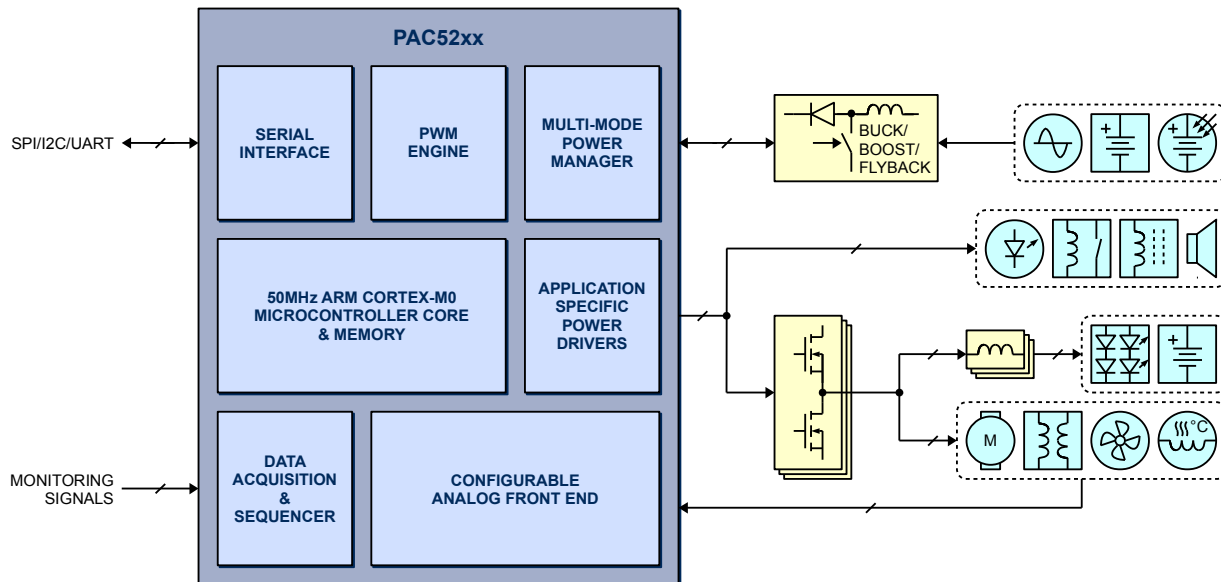 PAC52xx
SPI/I2C/UART
SERIAL
INTERFACE
PWM
ENGINE
MULTI-MODE
POWER
MANAGER
BUCK/
BOOST/
FLYBACK
+
+
50MHz ARM CORTEX-M0
MICROCONTROLLER CORE
& MEMORY
APPLICATION
SPECIFIC
POWER
DRIVERS
+
M
°C
MONITORING
SIGNALS
DATA
ACQUISITION
&
SEQUENCER
CONFIGURABLE
ANALOG FRONT END